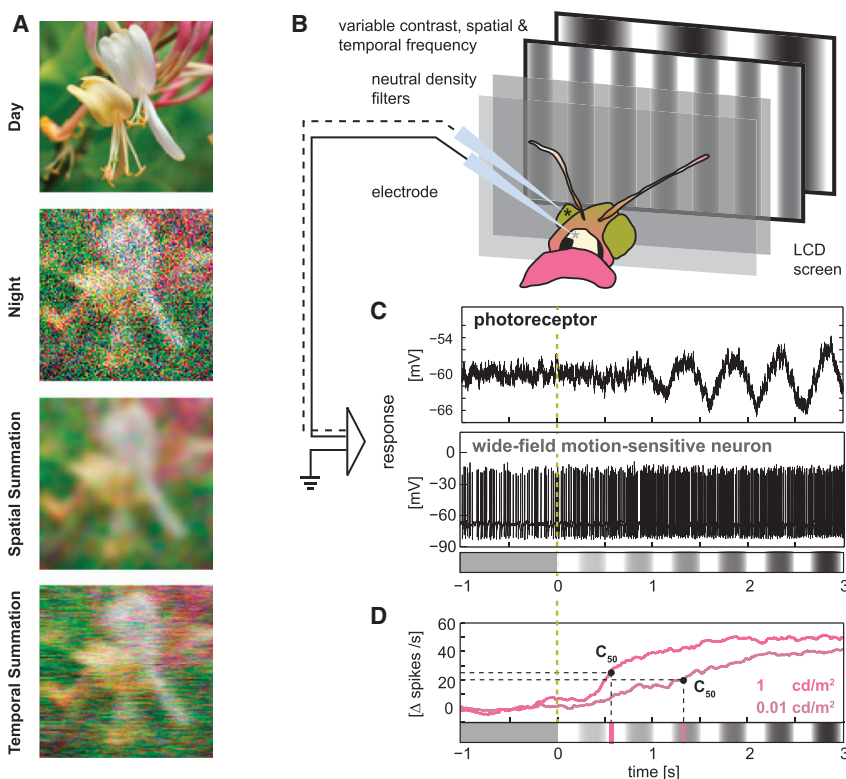 A
Day
Night
Spatial Summation
Temporal Summation
B
variable contrast, spatial &
temporal frequency
neutral density
filters
electrode
LCD
screen
response
C
photoreceptor
[mV]
−54
−60
−66
wide-field motion-sensitive neuron
[mV]
0
−30
−60
−90
−1 0 1 2 3
D
[Δ spikes /s]
60
40
20
0
C50
C50
1 cd/m²
0.01 cd/m²
−1 0 1 2 3
time [s]